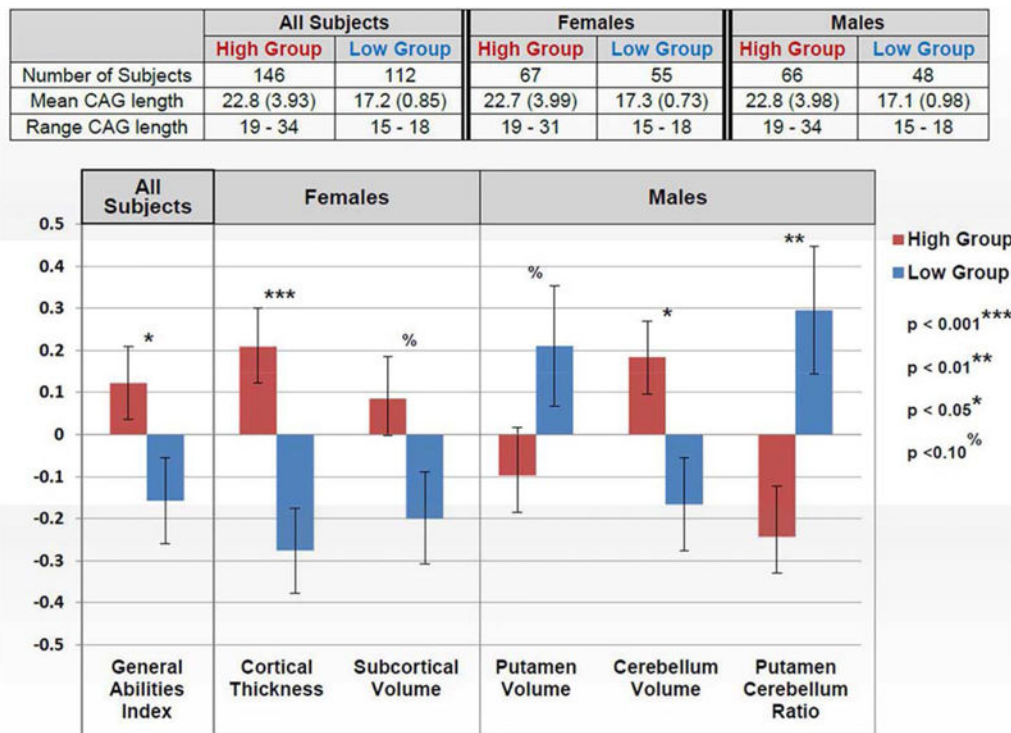 All Subjects Females Males
High Group Low Group High Group Low Group High Group Low Group
Number of Subjects 146 112 67 55 66 48
Mean CAG length 22.8 (3.93) 17.2 (0.85) 22.7 (3.99) 17.3 (0.73) 22.8 (3.98) 17.1 (0.98)
Range CAG length 19 - 34 15 - 18 19 - 31 15 - 18 19 - 34 15 - 18
All
Subjects
Females
Males
0.5
0.4
0.3
0.2
0.1
0
-0.1
-0.2
-0.3
-0.4
-0.5
*
***
%
%
*
**
High Group
Low Group
p < 0.001***
p < 0.01**
p < 0.05*
p <0.10%
General
Abilities
Index
Cortical
Thickness
Subcortical
Volume
Putamen
Volume
Cerebellum
Volume
Putamen
Cerebellum
Ratio